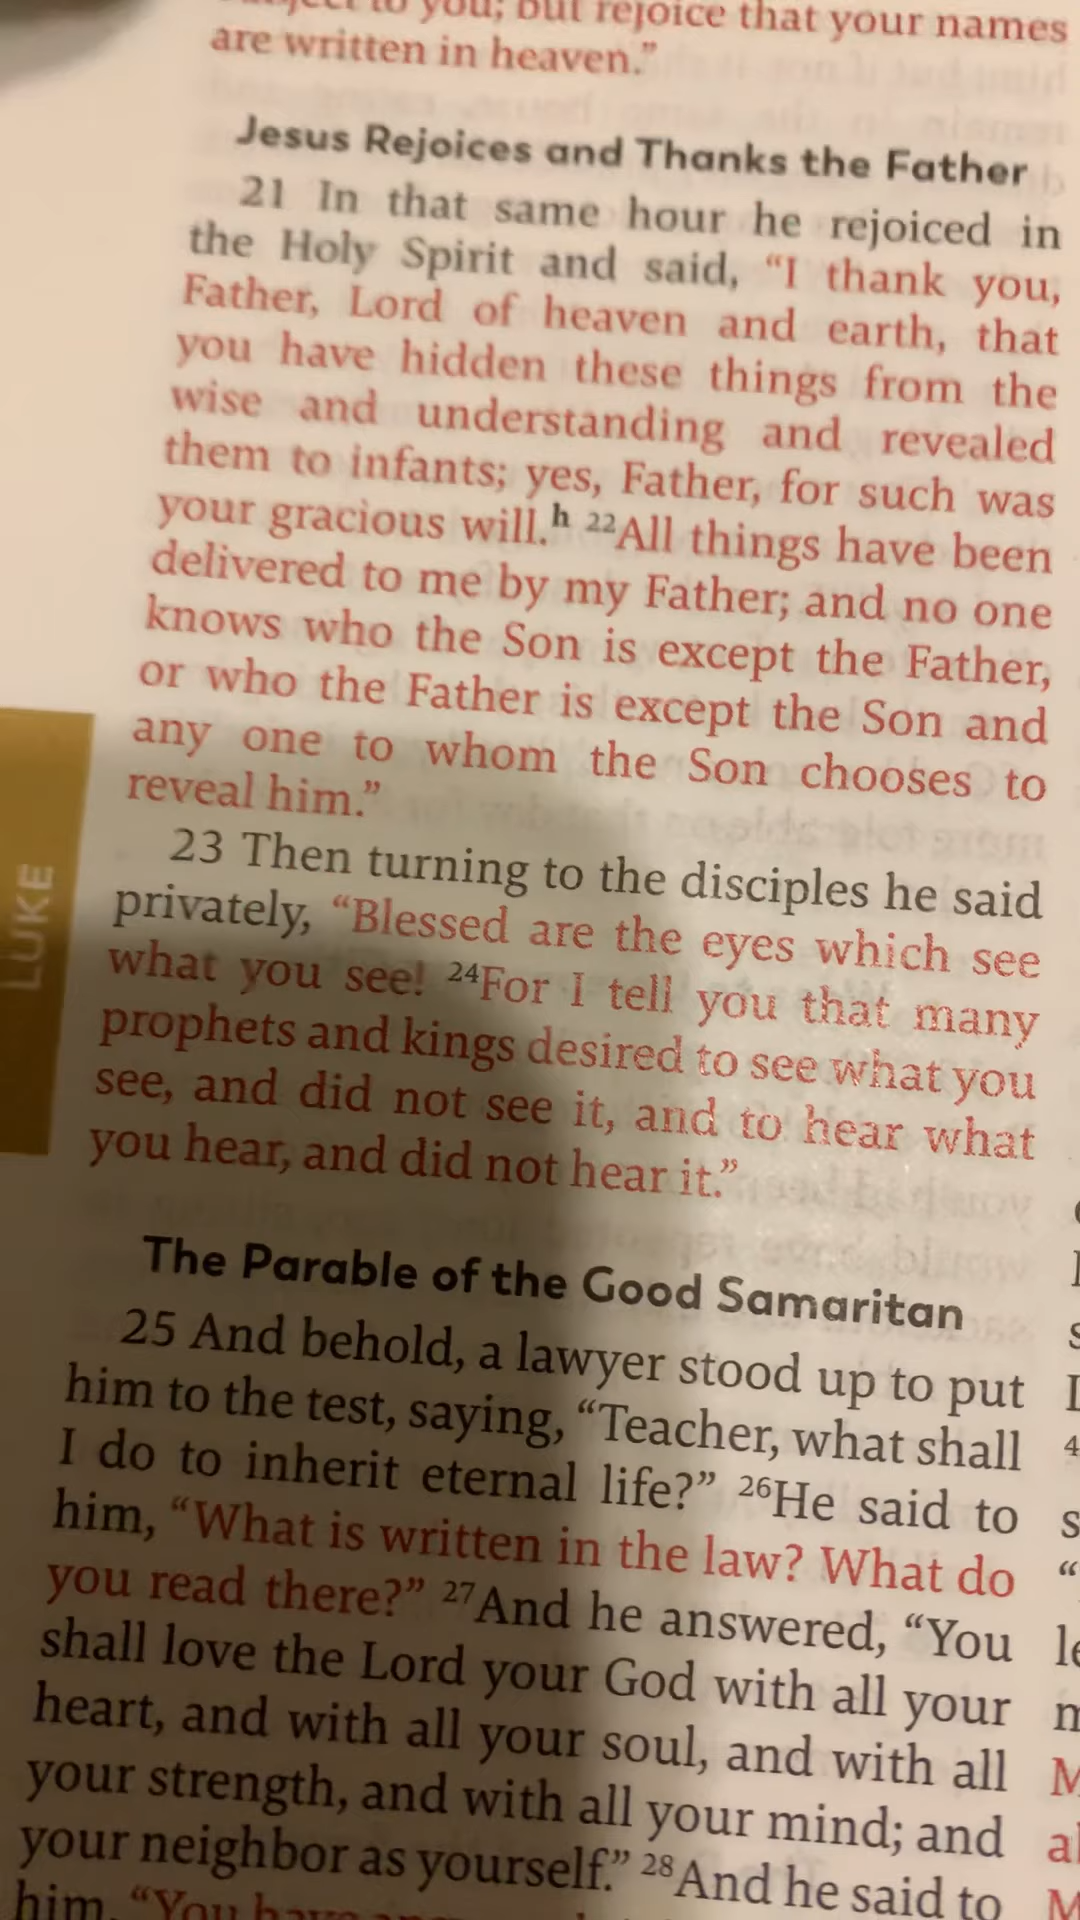 to you; but rejoice that your names
are written in heaven.”
Jesus Rejoices and Thanks the Father
21 In that same hour he rejoiced in
the Holy Spirit and said, “I thank you,
Father, Lord of heaven and earth, that
you have hidden these things from the
wise and understanding and revealed
them to infants; yes, Father, for such was
your gracious will.h 22All things have been
delivered to me by my Father; and no one
knows who the Son is except the Father,
or who the Father is except the Son and
any one to whom the Son chooses to
reveal him.”
23 Then turning to the disciples he said
privately, “Blessed are the eyes which see
what you see! 24For I tell you that many
prophets and kings desired to see what you
see, and did not see it, and to hear what
you hear, and did not hear it.”
The Parable of the Good Samaritan
25 And behold, a lawyer stood up to put
him to the test, saying, “Teacher, what shall
I do to inherit eternal life?” 26He said to
him, “What is written in the law? What do
you read there?” 27And he answered, “You
shall love the Lord your God with all your
heart, and with all your soul, and with all
your strength, and with all your mind; and
your neighbor as yourself.” 28And he said to
him, “You have
LUKE